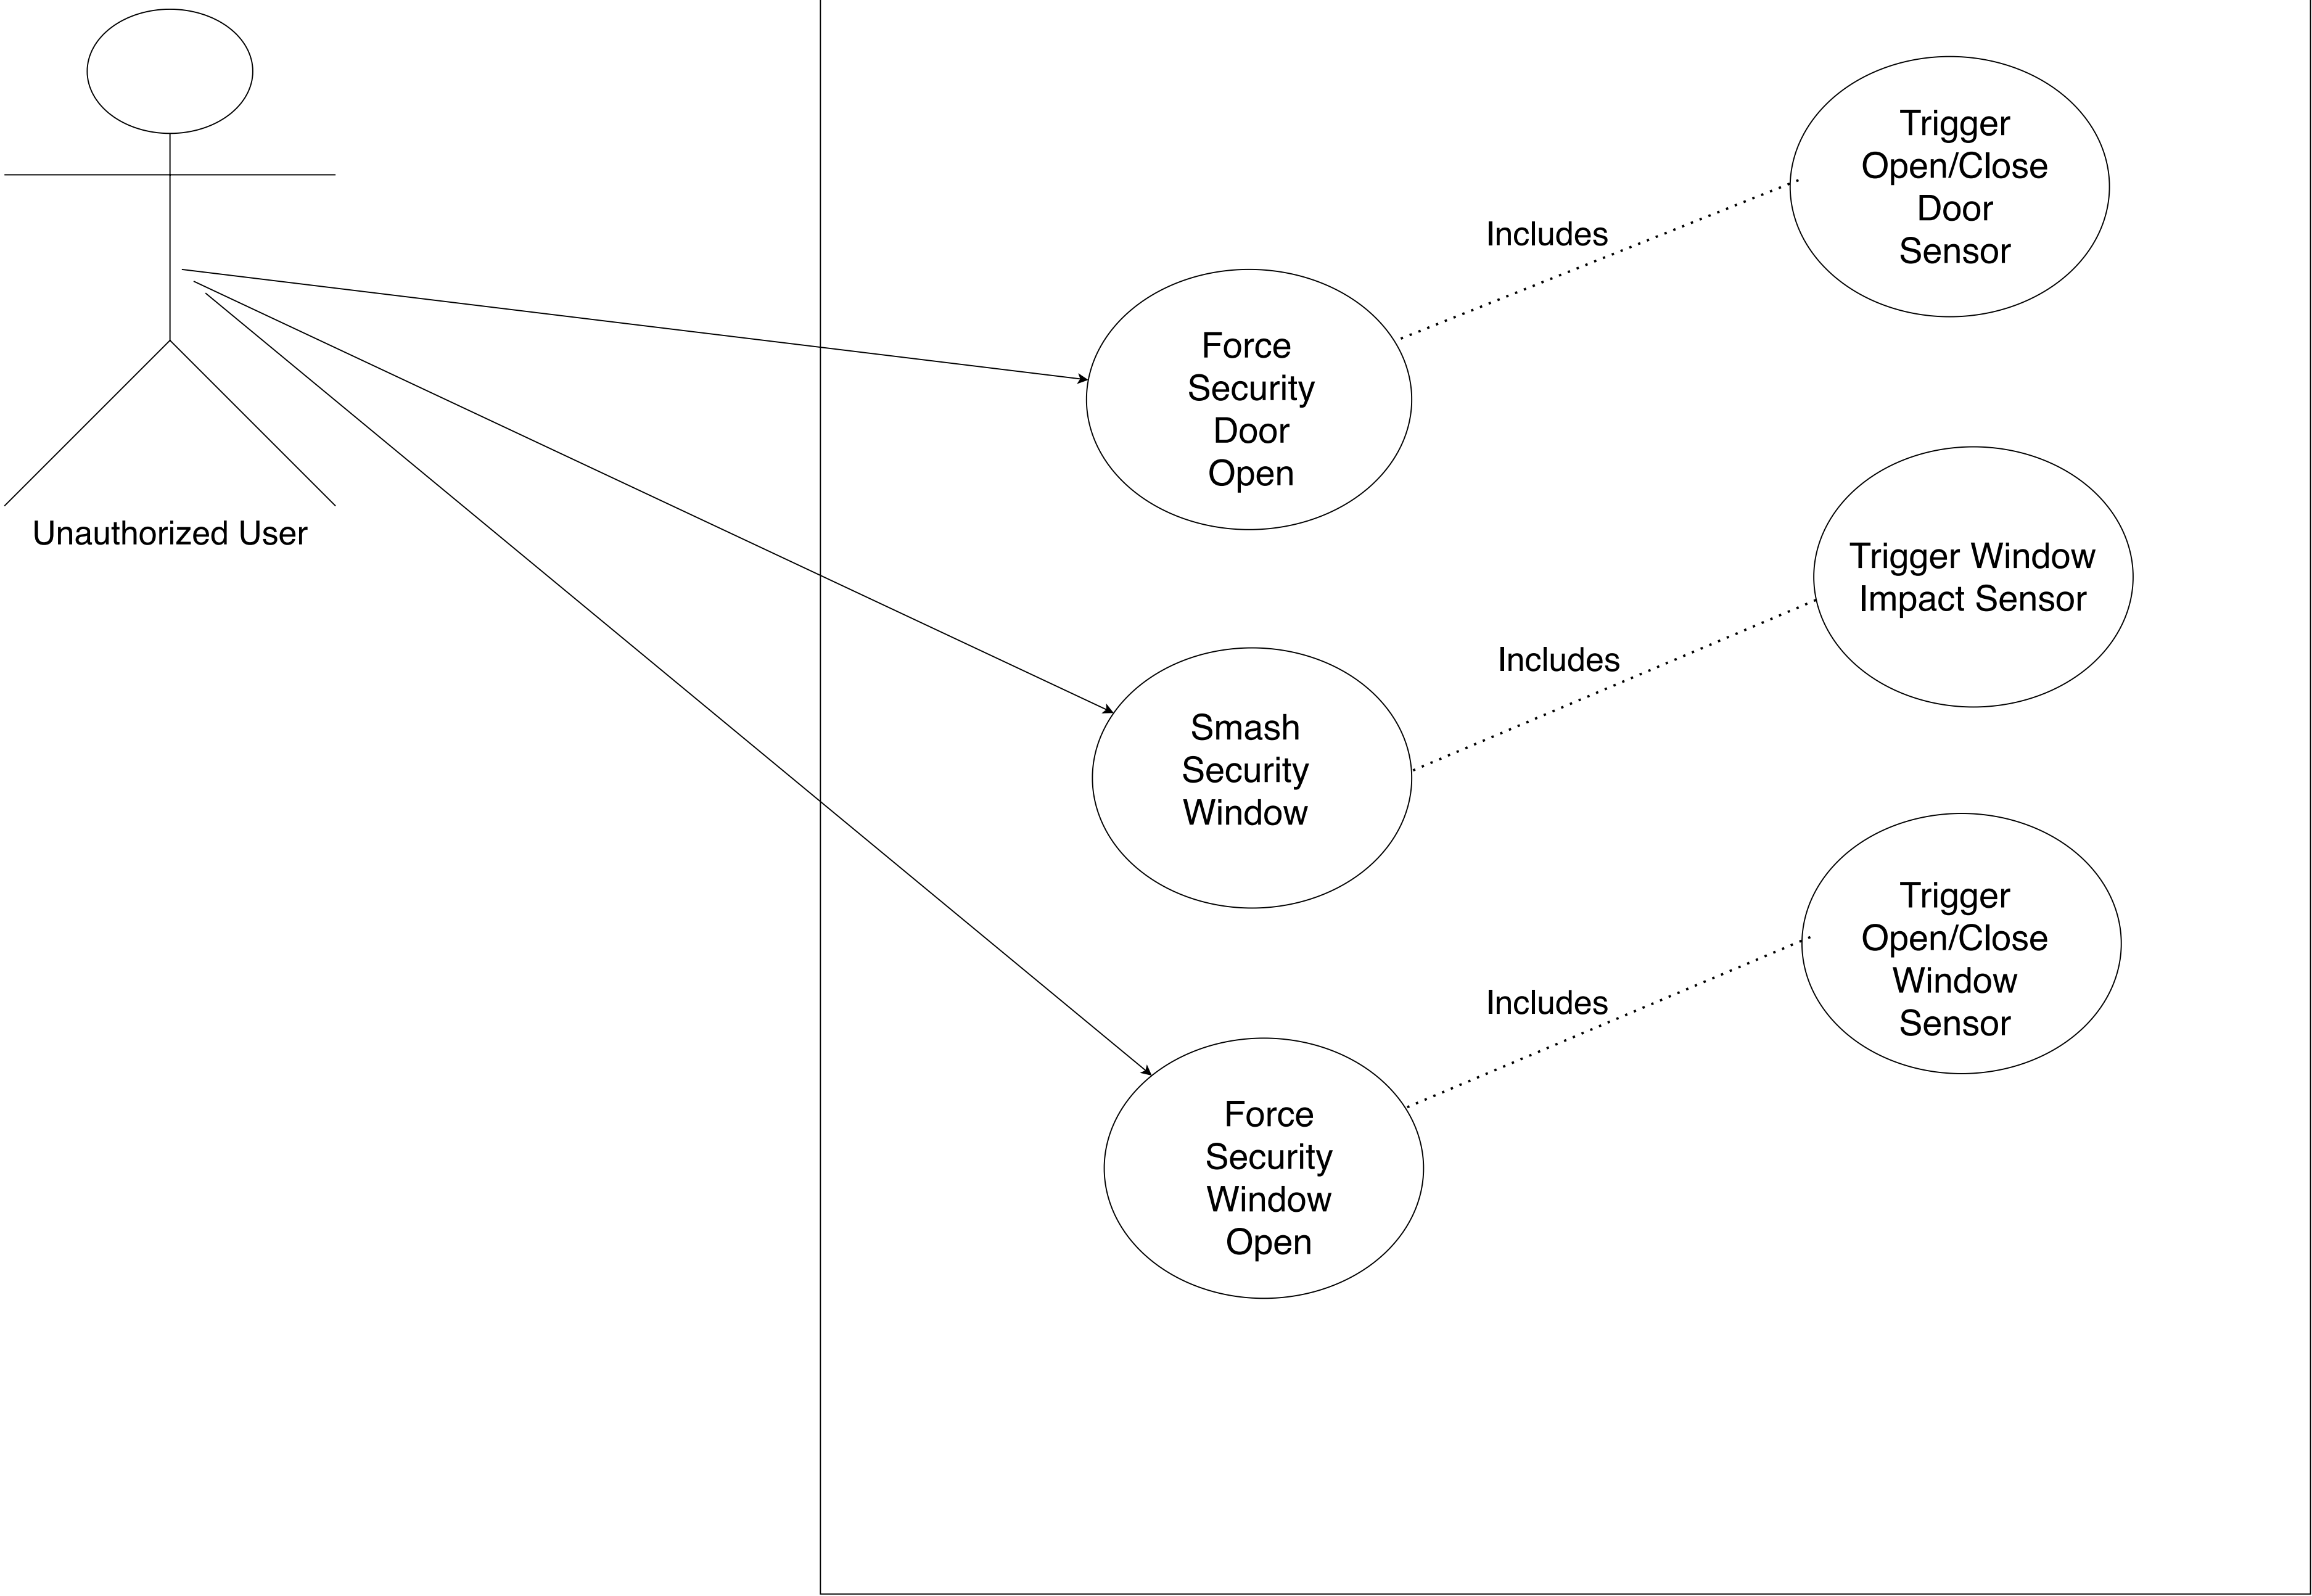 Unauthorized User
Force
Security
Door
Open
Includes
Trigger
Open/Close
Door
Sensor
Smash
Security
Window
Includes
Trigger Window
Impact Sensor
Force
Security
Window
Open
Includes
Trigger
Open/Close
Window
Sensor